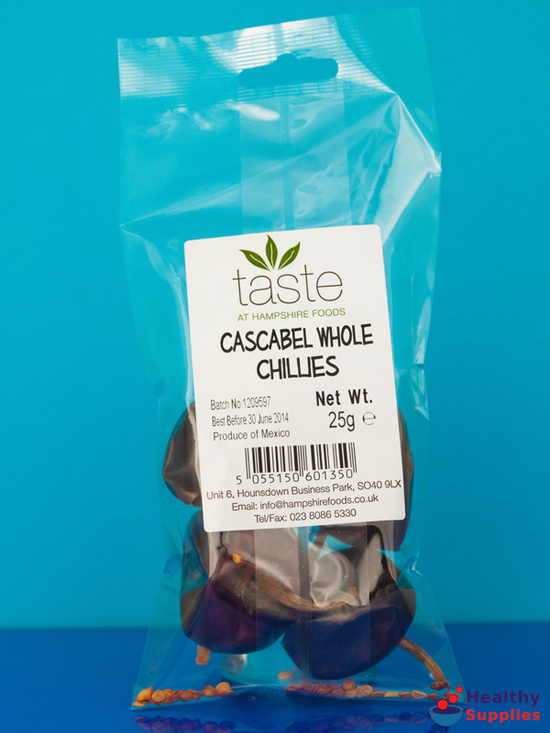 taste
AT HAMPSHIRE FOODS
CASCABEL WHOLE
CHILLIES
Batch No 1209597
Best Before 30 June 2014
Produce of Mexico
Net Wt.
25g ℮
5 055150 601350
Unit 6, Hounsdown Business Park, SO40 9LX
Email: info@hampshirefoods.co.uk
Tel/Fax: 023 8086 5330
Healthy
Supplies